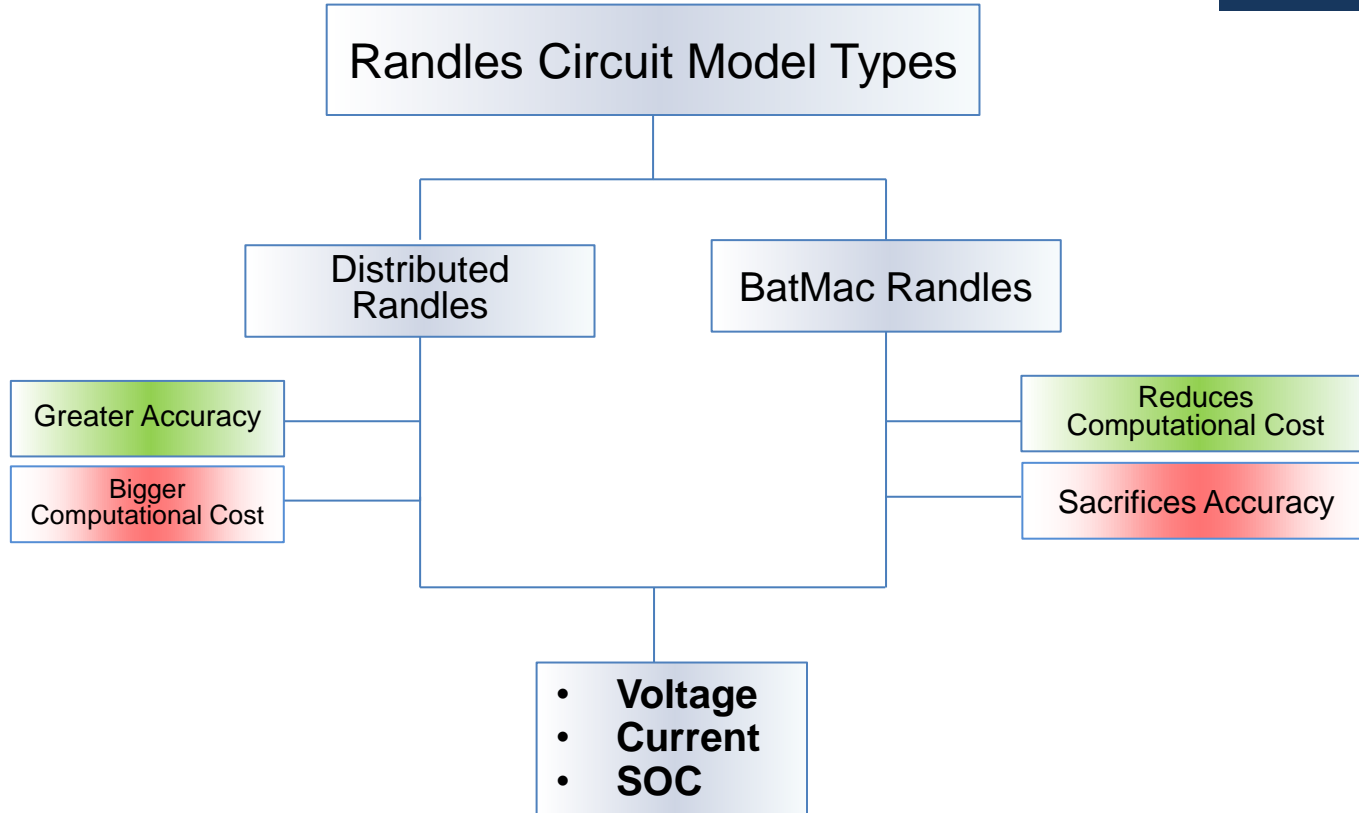 Randles Circuit Model Types
Distributed
Randles
BatMac Randles
Greater Accuracy
Bigger
Computational Cost
Reduces
Computational Cost
Sacrifices Accuracy
• Voltage
• Current
• SOC